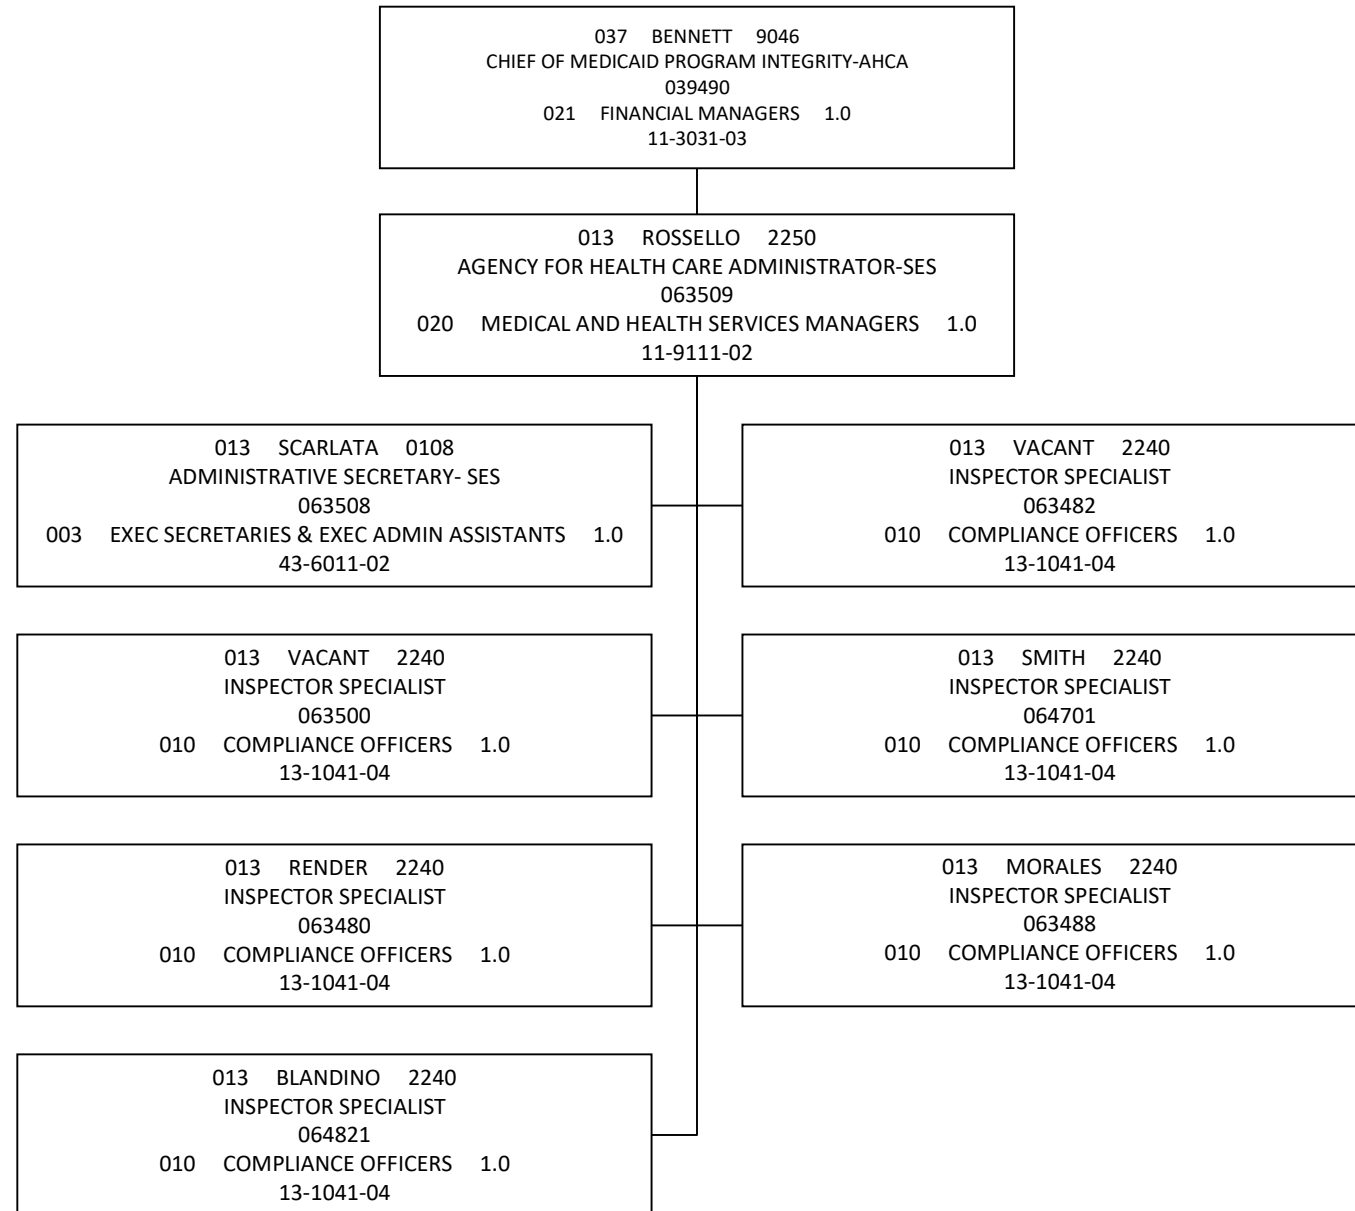 037 BENNETT 9046
CHIEF OF MEDICAID PROGRAM INTEGRITY-AHCA
039490
021 FINANCIAL MANAGERS 1.0
11-3031-03
013 ROSSELLO 2250
AGENCY FOR HEALTH CARE ADMINISTRATOR-SES
063509
020 MEDICAL AND HEALTH SERVICES MANAGERS 1.0
11-9111-02
013 SCARLATA 0108
ADMINISTRATIVE SECRETARY- SES
063508
003 EXEC SECRETARIES & EXEC ADMIN ASSISTANTS 1.0
43-6011-02
013 VACANT 2240
INSPECTOR SPECIALIST
063482
010 COMPLIANCE OFFICERS 1.0
13-1041-04
013 VACANT 2240
INSPECTOR SPECIALIST
063500
010 COMPLIANCE OFFICERS 1.0
13-1041-04
013 SMITH 2240
INSPECTOR SPECIALIST
064701
010 COMPLIANCE OFFICERS 1.0
13-1041-04
013 RENDER 2240
INSPECTOR SPECIALIST
063480
010 COMPLIANCE OFFICERS 1.0
13-1041-04
013 MORALES 2240
INSPECTOR SPECIALIST
063488
010 COMPLIANCE OFFICERS 1.0
13-1041-04
013 BLANDINO 2240
INSPECTOR SPECIALIST
064821
010 COMPLIANCE OFFICERS 1.0
13-1041-04